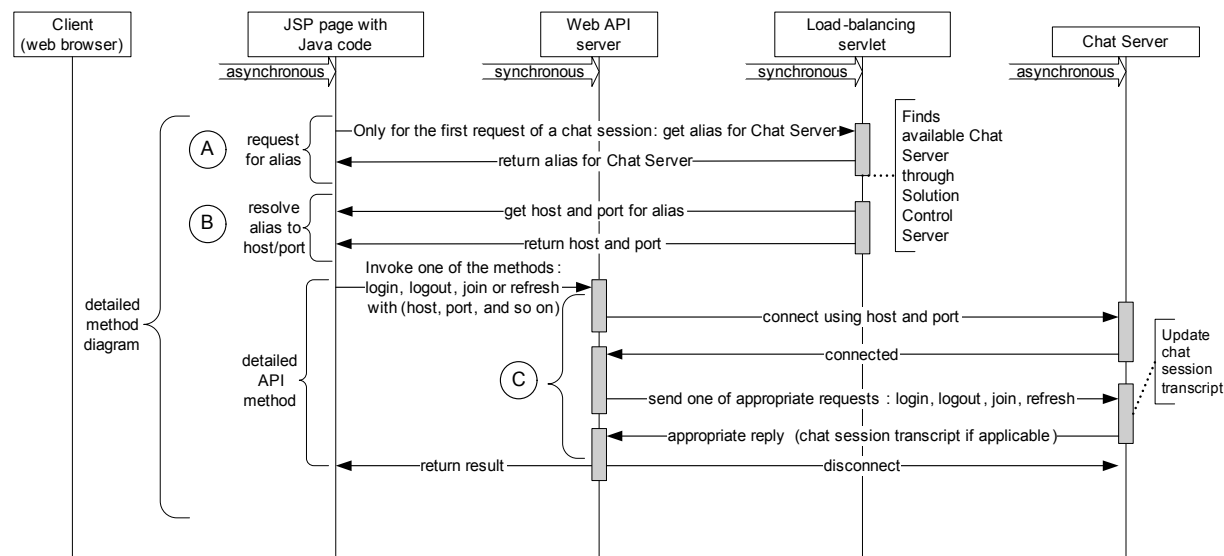 Client
(web browser)
JSP page with
Java code
Web API
server
Load-balancing
servlet
Chat Server
asynchronous
synchronous
synchronous
asynchronous
A
request
for alias
Only for the first request of a chat session: get alias for Chat Server
return alias for Chat Server
Finds
available Chat
Server
through
Solution
Control
Server
B
resolve
alias to
host/port
get host and port for alias
return host and port
detailed
method
diagram
detailed
API
method
Invoke one of the methods:
login, logout, join or refresh
with (host, port, and so on)
C
connect using host and port
connected
send one of appropriate requests: login, logout, join, refresh
appropriate reply (chat session transcript if applicable)
Update
chat
session
transcript
return result
disconnect